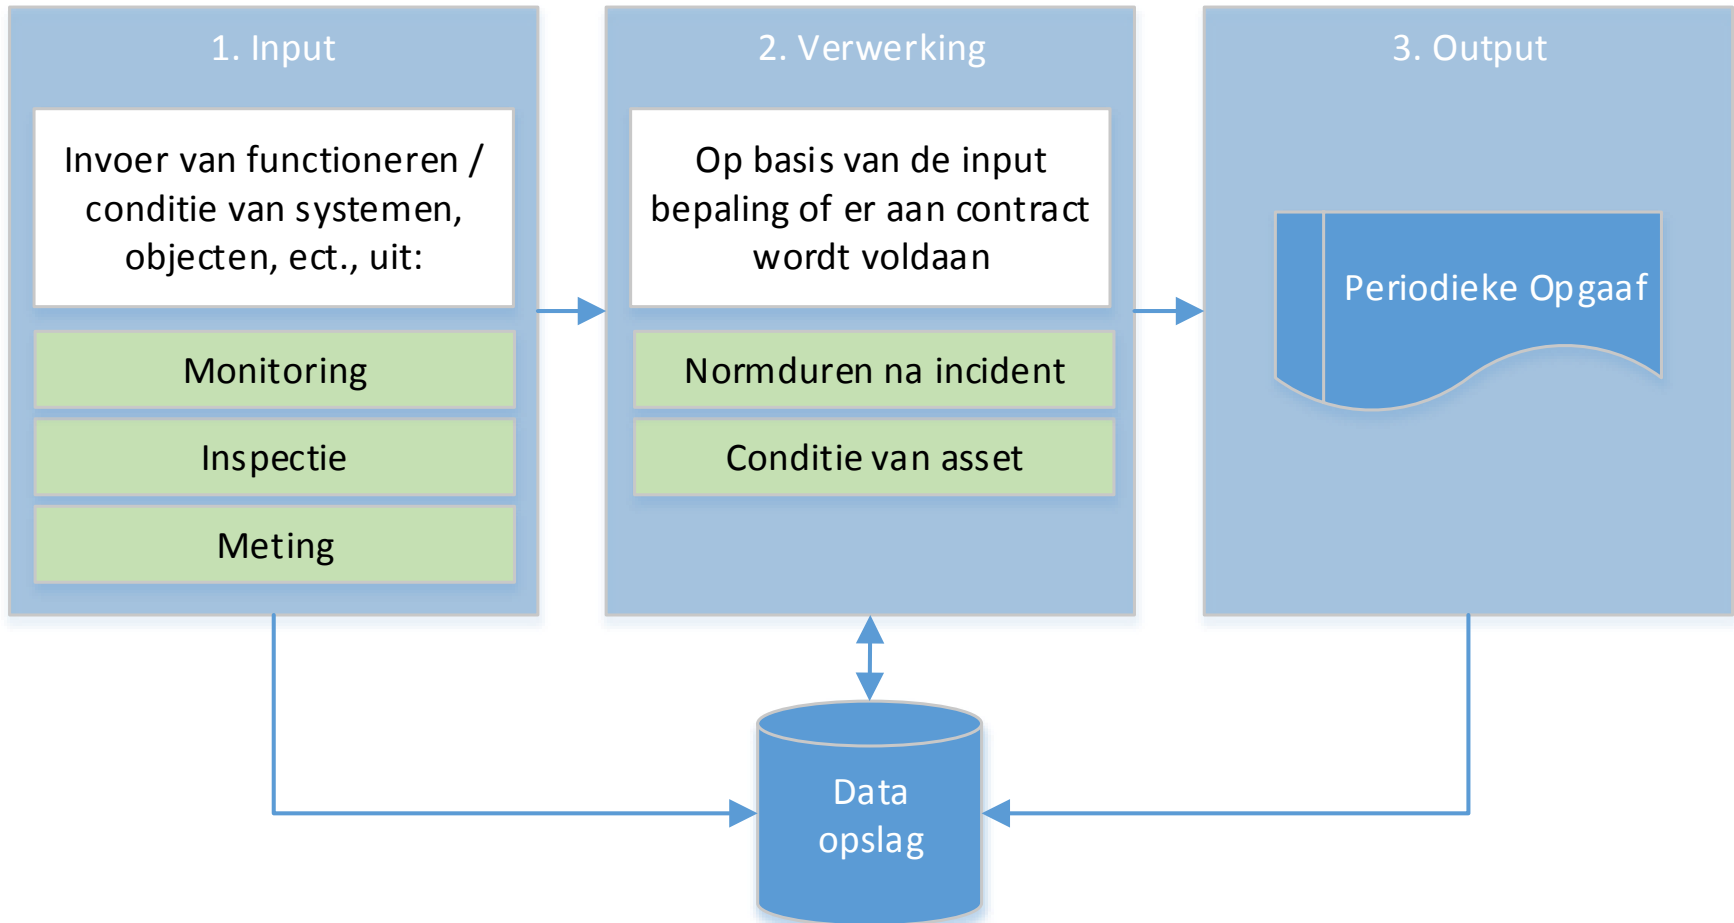 1. Input
Invoer van functioneren /
conditie van systemen,
objecten, ect., uit:
Monitoring
Inspectie
Meting
2. Verwerking
Op basis van de input
bepaling of er aan contract
wordt voldaan
Normduren na incident
Conditie van asset
3. Output
Periodieke Opgaaf
Data
opslag